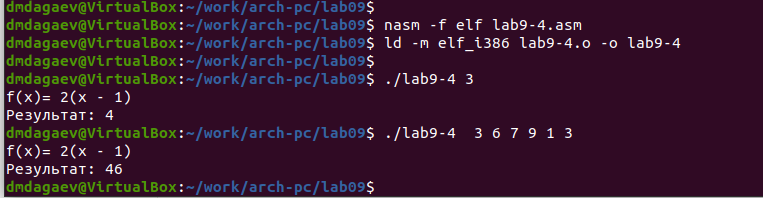 dmdagaev@VirtualBox:~/work/arch-pc/lab09$
dmdagaev@VirtualBox:~/work/arch-pc/lab09$ nasm -f elf lab9-4.asm
dmdagaev@VirtualBox:~/work/arch-pc/lab09$ ld -m elf_i386 lab9-4.o -o lab9-4
dmdagaev@VirtualBox:~/work/arch-pc/lab09$
dmdagaev@VirtualBox:~/work/arch-pc/lab09$ ./lab9-4 3
f(x)= 2(x - 1)
Результат: 4
dmdagaev@VirtualBox:~/work/arch-pc/lab09$ ./lab9-4  3 6 7 9 1 3
f(x)= 2(x - 1)
Результат: 46
dmdagaev@VirtualBox:~/work/arch-pc/lab09$